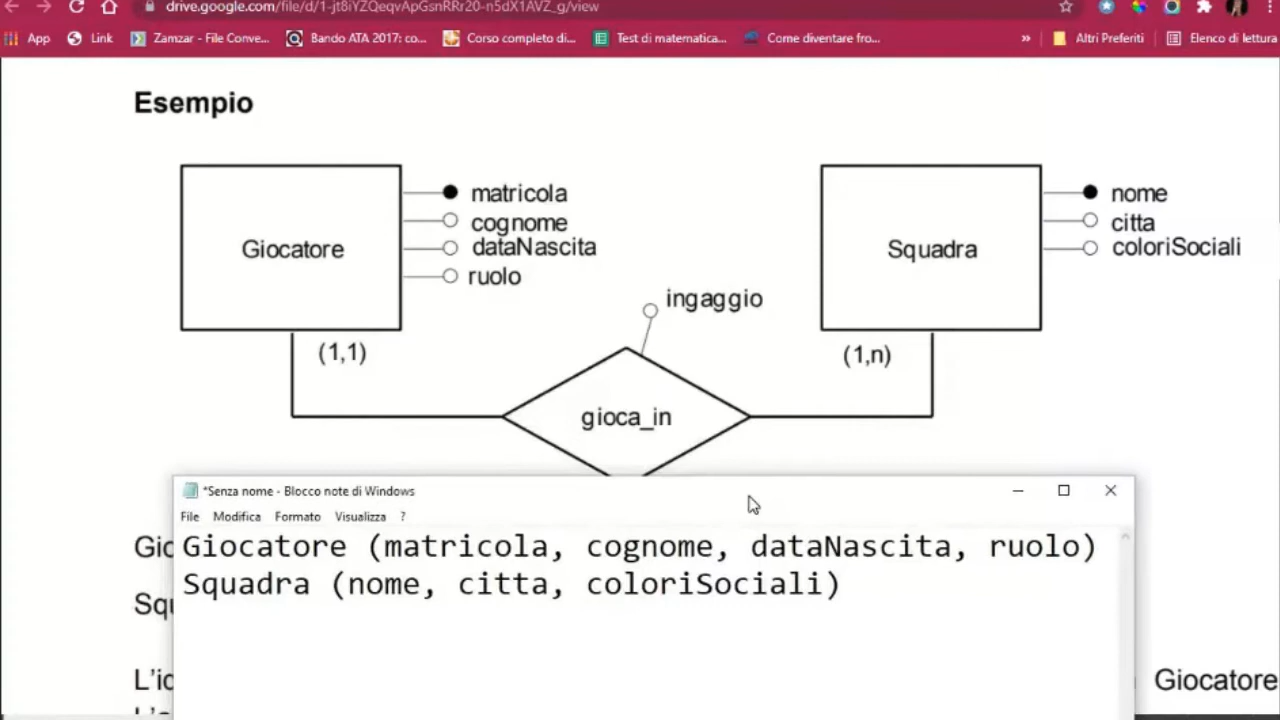 drive.google.com/file/d/1-jt8iYZQeqvApGsnRRr20-n5dX1AVZ_g/view
App Link Zamzar - File Conve... Bando ATA 2017: co... Corso completo di... Test di matematica... Come diventare fro... » Altri Preferiti Elenco di lettura
Esempio
Giocatore
matricola
cognome
dataNascita
ruolo
Squadra
nome
citta
coloriSociali
ingaggio
(1,1)
(1,n)
gioca_in
*Senza nome - Blocco note di Windows
File Modifica Formato Visualizza ?
Giocatore (matricola, cognome, dataNascita, ruolo)
Squadra (nome, citta, coloriSociali)
Gio
Squ
L'id
Giocatore